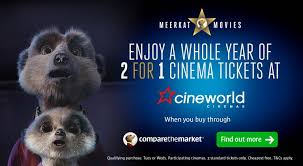 MEERKAT MOVIES
ENJOY A WHOLE YEAR OF
2 FOR 1 CINEMA TICKETS AT
cineworld
CINEMAS
When you buy through
comparethemarket
Find out more
Qualifying purchase. Tues or Weds. Participating cinemas. 2 standard tickets only. Cheapest free. T&Cs apply.